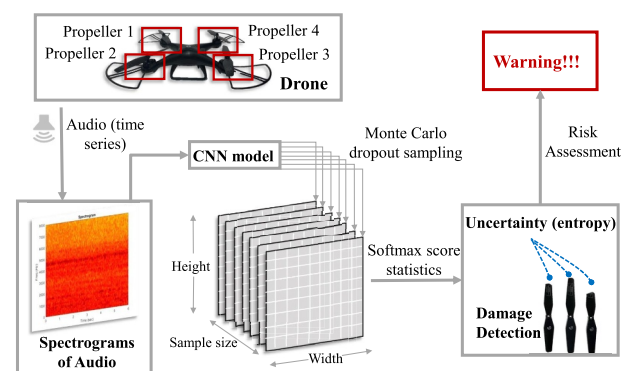 Propeller 1
Propeller 4
Propeller 2
Propeller 3
Drone
Warning!!!
Audio (time
series)
CNN model
Monte Carlo
dropout sampling
Risk
Assessment
Spectrogram
Height
Sample size
Width
Softmax score
statistics
Uncertainty (entropy)
Damage
Detection
Spectrograms
of Audio